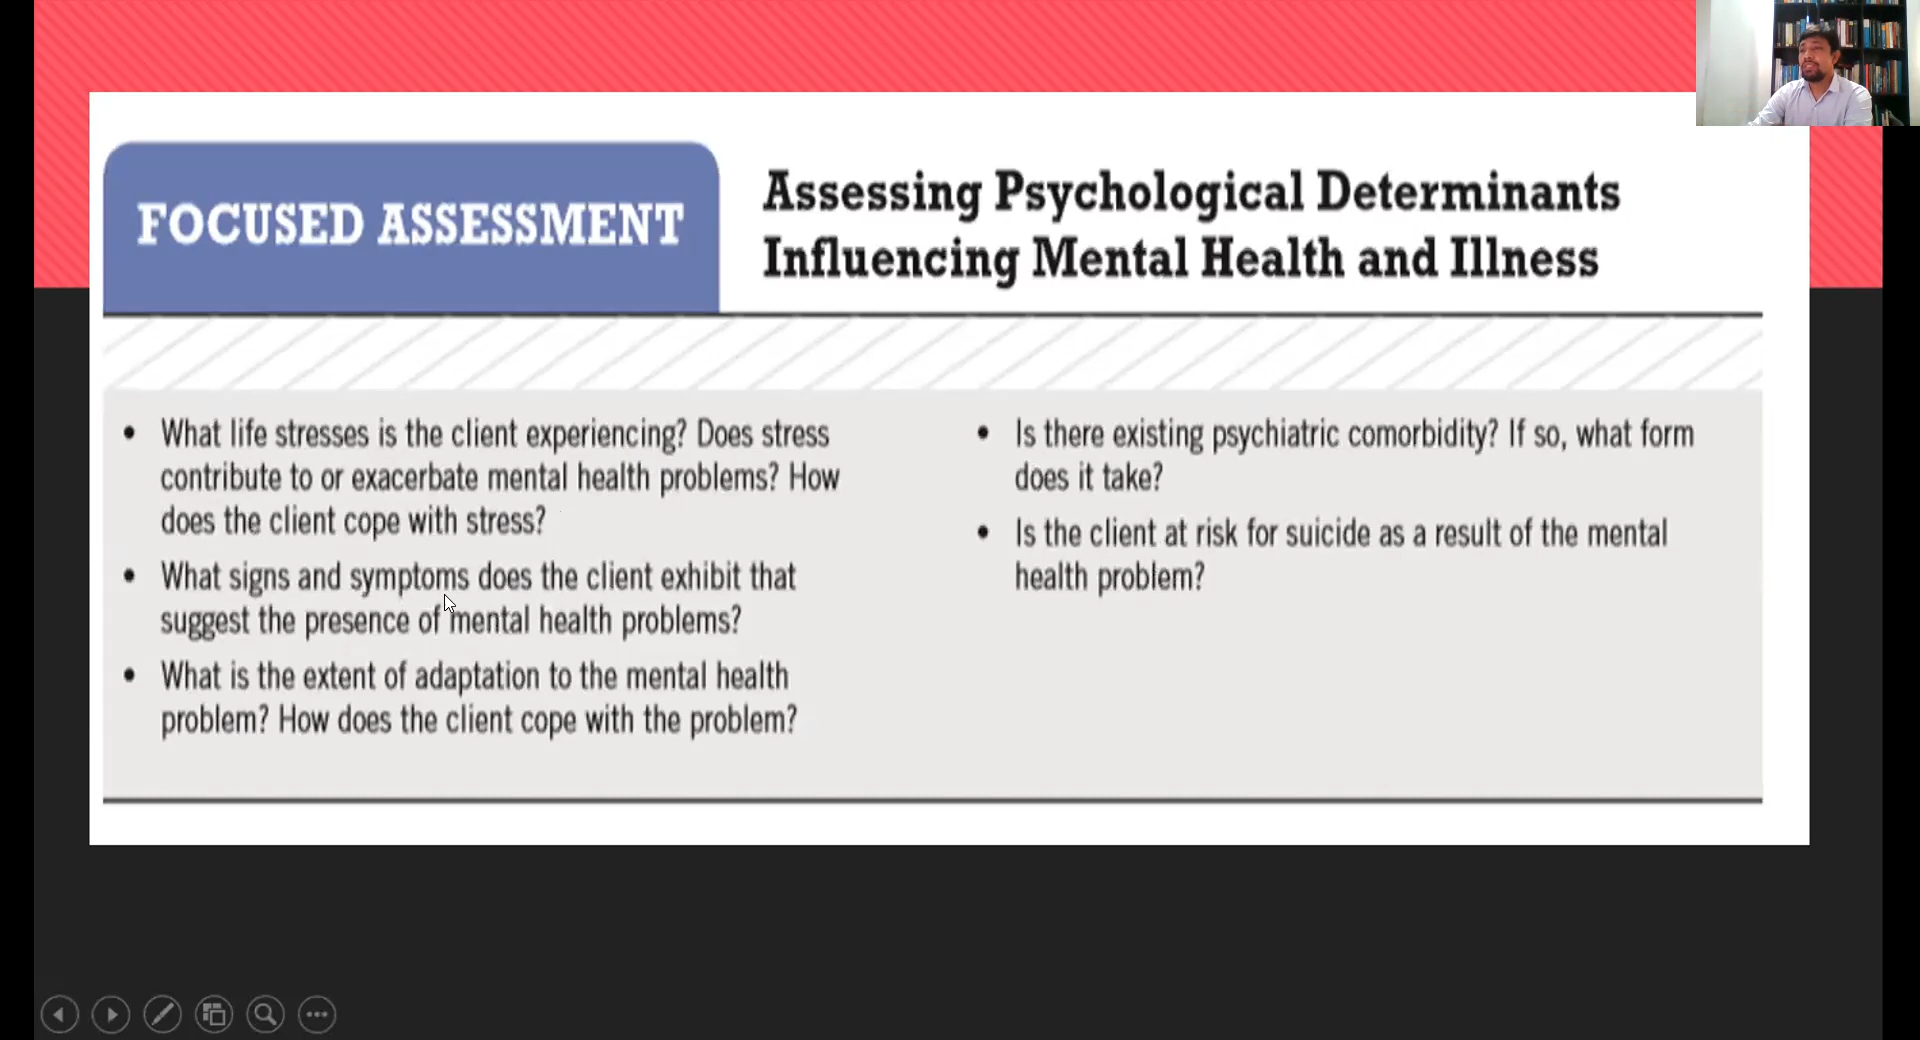 FOCUSED ASSESSMENT
Assessing Psychological Determinants
Influencing Mental Health and Illness
• What life stresses is the client experiencing? Does stress
contribute to or exacerbate mental health problems? How
does the client cope with stress?
• What signs and symptoms does the client exhibit that
suggest the presence of mental health problems?
• What is the extent of adaptation to the mental health
problem? How does the client cope with the problem?
• Is there existing psychiatric comorbidity? If so, what form
does it take?
• Is the client at risk for suicide as a result of the mental
health problem?